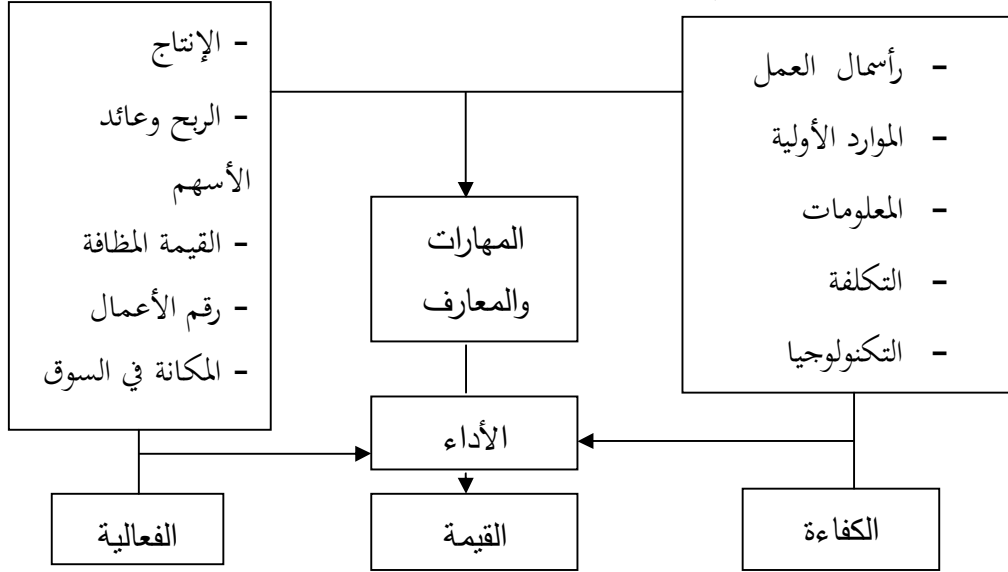 - رأسمال العمل
- الموارد الأولية
- المعلومات
- التكلفة
- التكنولوجيا
- الإنتاج
- الربح وعائد
الأسهم
- القيمة المظافة
- رقم الأعمال
- المكانة في السوق
المهارات
والمعارف
الأداء
الكفاءة
القيمة
الفعالية